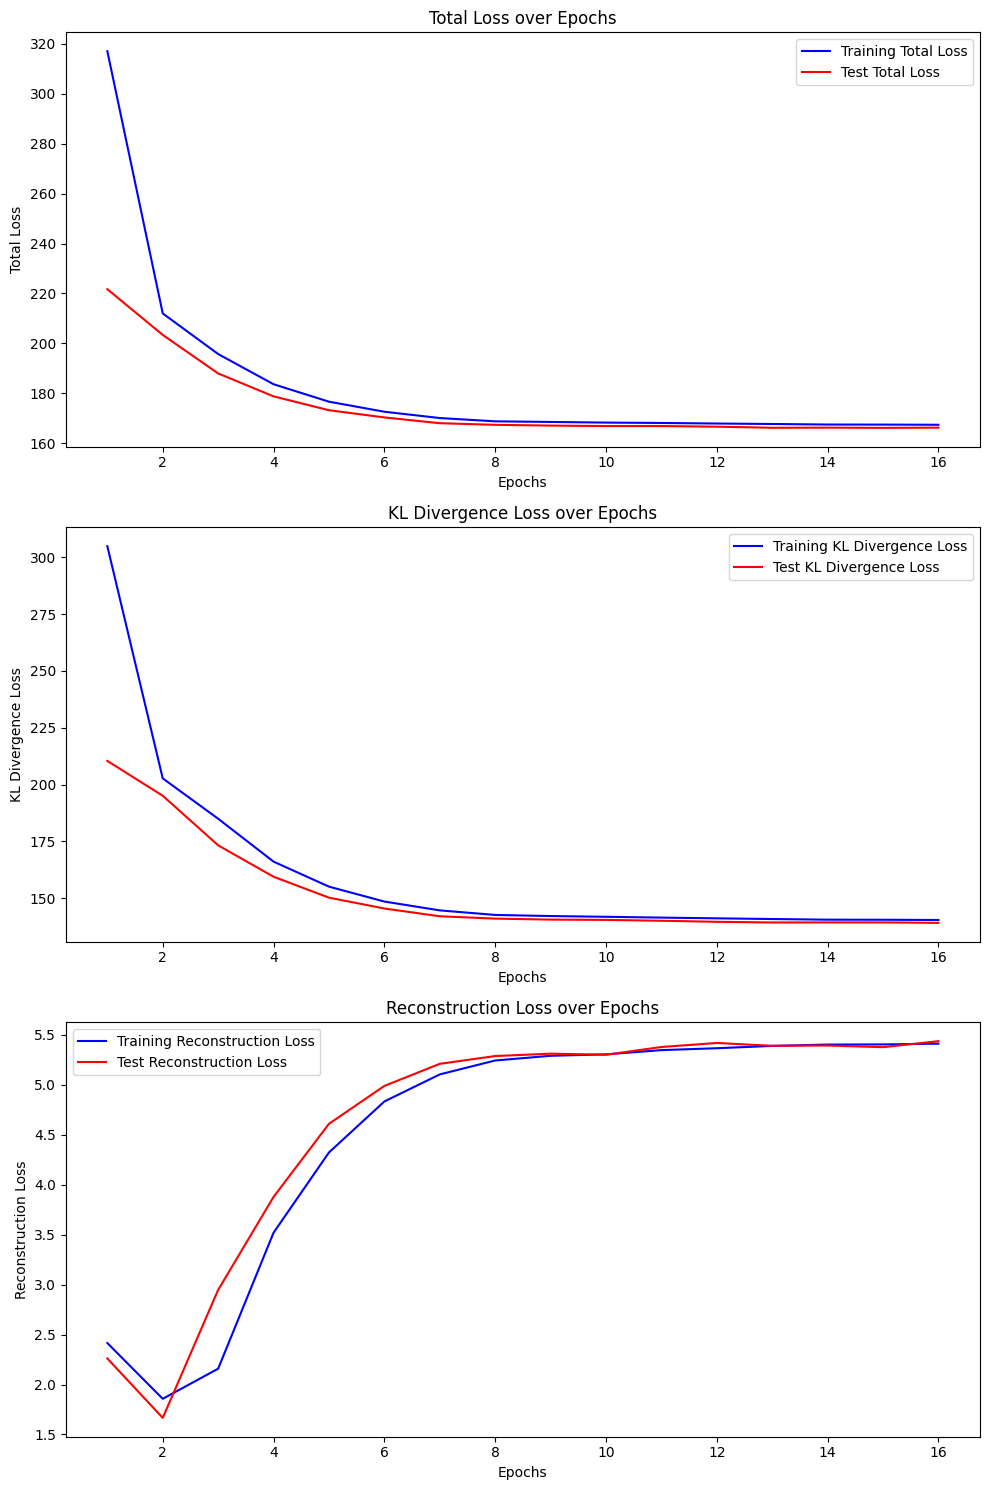 Total Loss over Epochs
320
300
280
260
240
220
200
180
160
Total Loss
Training Total Loss
Test Total Loss
2 4 6 8 10 12 14 16
Epochs
KL Divergence Loss over Epochs
300
275
250
225
200
175
150
KL Divergence Loss
Training KL Divergence Loss
Test KL Divergence Loss
2 4 6 8 10 12 14 16
Epochs
Reconstruction Loss over Epochs
5.5
5.0
4.5
4.0
3.5
3.0
2.5
2.0
1.5
Reconstruction Loss
Training Reconstruction Loss
Test Reconstruction Loss
2 4 6 8 10 12 14 16
Epochs